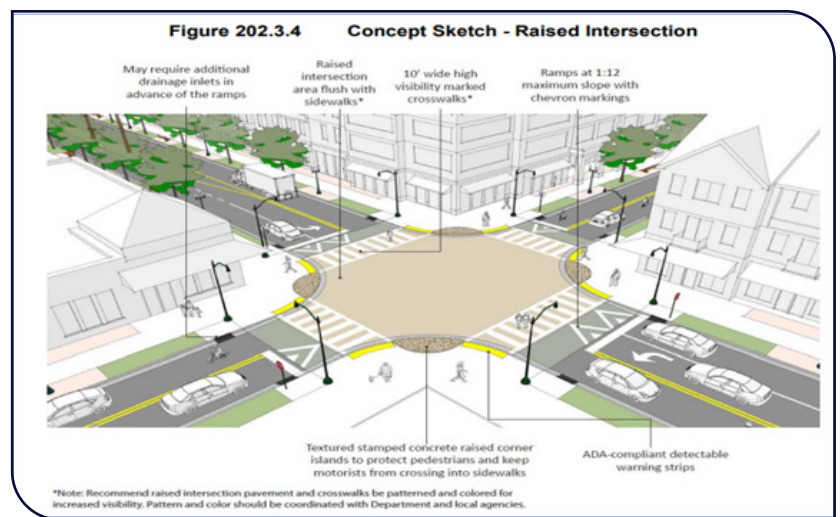 Figure 202.3.4 Concept Sketch - Raised Intersection
May require additional
drainage inlets in
advance of the ramps
Raised
intersection
area flush with
sidewalks*
10' wide high
visibility marked
crosswalks*
Ramps at 1:12
maximum slope with
chevron markings
Textured stamped concrete raised corner
islands to protect pedestrians and keep
motorists from crossing into sidewalks
ADA-compliant detectable
warning strips
*Note: Recommend raised intersection pavement and crosswalks be patterned and colored for
increased visibility. Pattern and color should be coordinated with Department and local agencies.